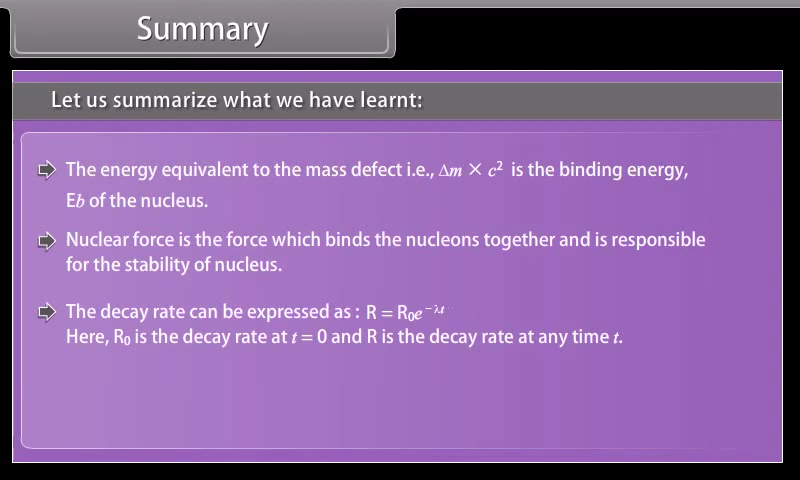 Summary
Let us summarize what we have learnt:
The energy equivalent to the mass defect i.e., Δm × c² is the binding energy,
Eb of the nucleus.
Nuclear force is the force which binds the nucleons together and is responsible
for the stability of nucleus.
The decay rate can be expressed as : R = R₀e⁻λt
Here, R₀ is the decay rate at t = 0 and R is the decay rate at any time t.